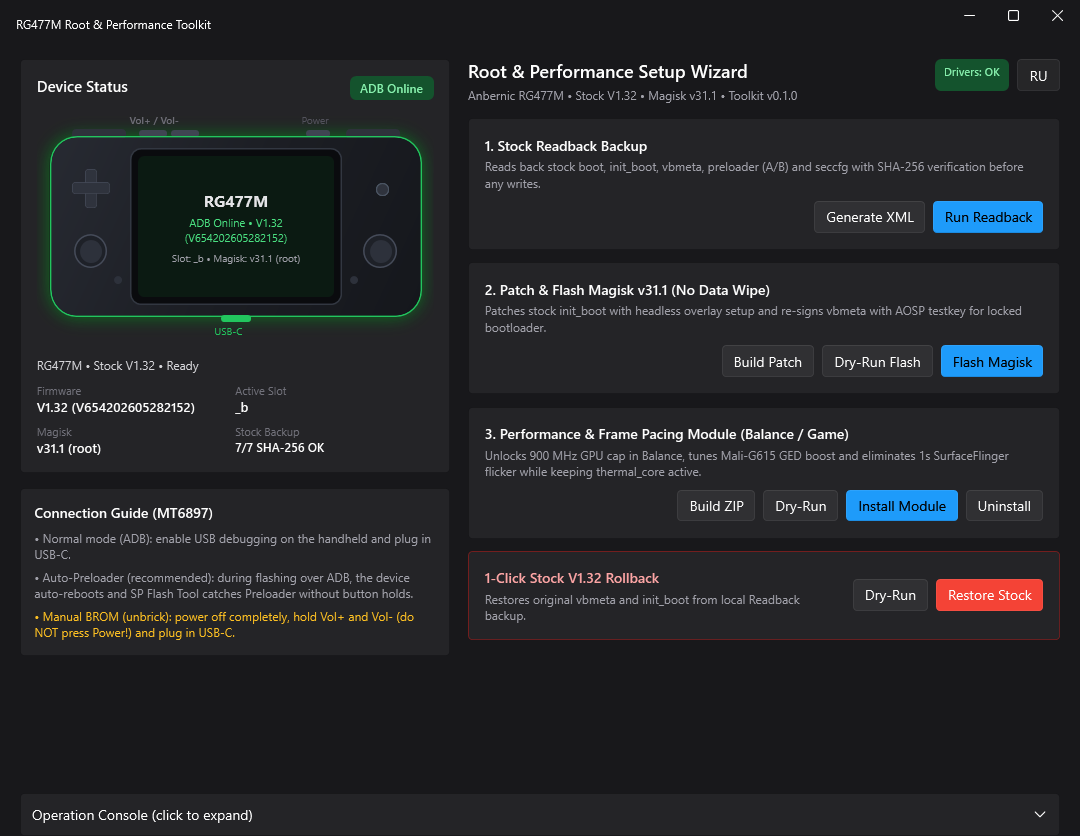 RG477M Root & Performance Toolkit
Device Status
ADB Online
Vol+ / Vol-
Power
RG477M
ADB Online • V1.32
(V654202605282152)
Slot: _b • Magisk: v31.1 (root)
USB-C
RG477M • Stock V1.32 • Ready
Firmware
V1.32 (V654202605282152)
Active Slot
_b
Magisk
v31.1 (root)
Stock Backup
7/7 SHA-256 OK
Connection Guide (MT6897)
• Normal mode (ADB): enable USB debugging on the handheld and plug in
USB-C.
• Auto-Preloader (recommended): during flashing over ADB, the device
auto-reboots and SP Flash Tool catches Preloader without button holds.
• Manual BROM (unbrick): power off completely, hold Vol+ and Vol- (do
NOT press Power!) and plug in USB-C.
Root & Performance Setup Wizard
Anbernic RG477M • Stock V1.32 • Magisk v31.1 • Toolkit v0.1.0
Drivers: OK
RU
1. Stock Readback Backup
Reads back stock boot, init_boot, vbmeta, preloader (A/B) and seccfg with SHA-256 verification before
any writes.
Generate XML
Run Readback
2. Patch & Flash Magisk v31.1 (No Data Wipe)
Patches stock init_boot with headless overlay setup and re-signs vbmeta with AOSP testkey for locked
bootloader.
Build Patch
Dry-Run Flash
Flash Magisk
3. Performance & Frame Pacing Module (Balance / Game)
Unlocks 900 MHz GPU cap in Balance, tunes Mali-G615 GED boost and eliminates 1s SurfaceFlinger
flicker while keeping thermal_core active.
Build ZIP
Dry-Run
Install Module
Uninstall
1-Click Stock V1.32 Rollback
Restores original vbmeta and init_boot from local Readback
backup.
Dry-Run
Restore Stock
Operation Console (click to expand)